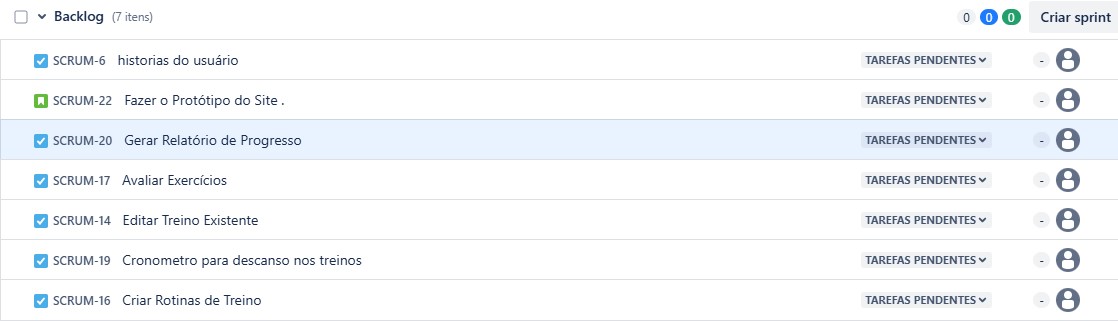 Backlog (7 itens) 0 0 0 Criar sprint
SCRUM-6 historias do usuário TAREFAS PENDENTES -
SCRUM-22 Fazer o Protótipo do Site . TAREFAS PENDENTES -
SCRUM-20 Gerar Relatório de Progresso TAREFAS PENDENTES -
SCRUM-17 Avaliar Exercícios TAREFAS PENDENTES -
SCRUM-14 Editar Treino Existente TAREFAS PENDENTES -
SCRUM-19 Cronometro para descanso nos treinos TAREFAS PENDENTES -
SCRUM-16 Criar Rotinas de Treino TAREFAS PENDENTES -